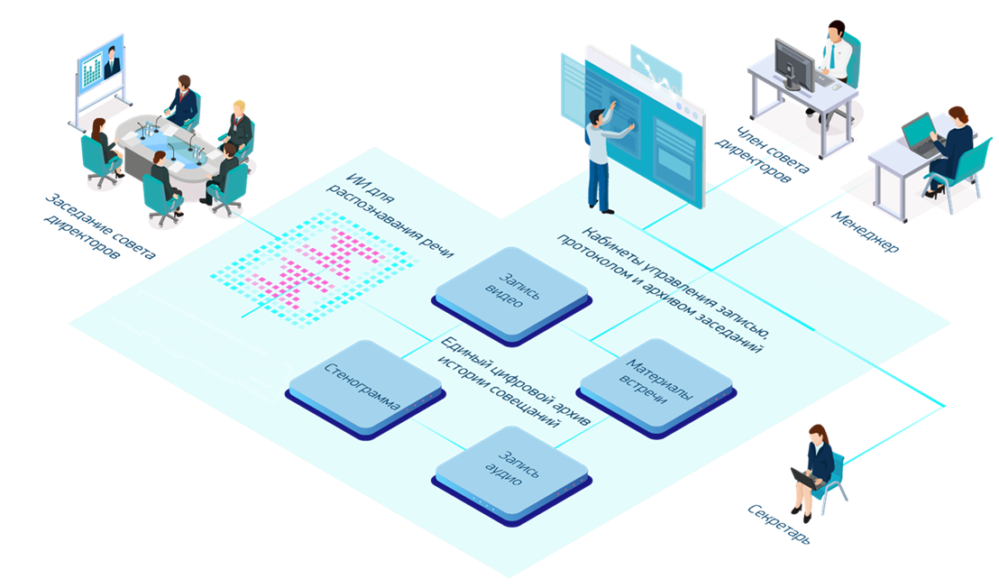 Заседание совета
директоров
ИИ для
распознавания речи
Член совета
директоров
Менеджер
Кабинеты управления записью,
протоколом и архивом заседаний
Запись
видео
Стенограмма
Единый цифровой архив
истории совещаний
Материалы
встречи
Запись
аудио
Секретарь